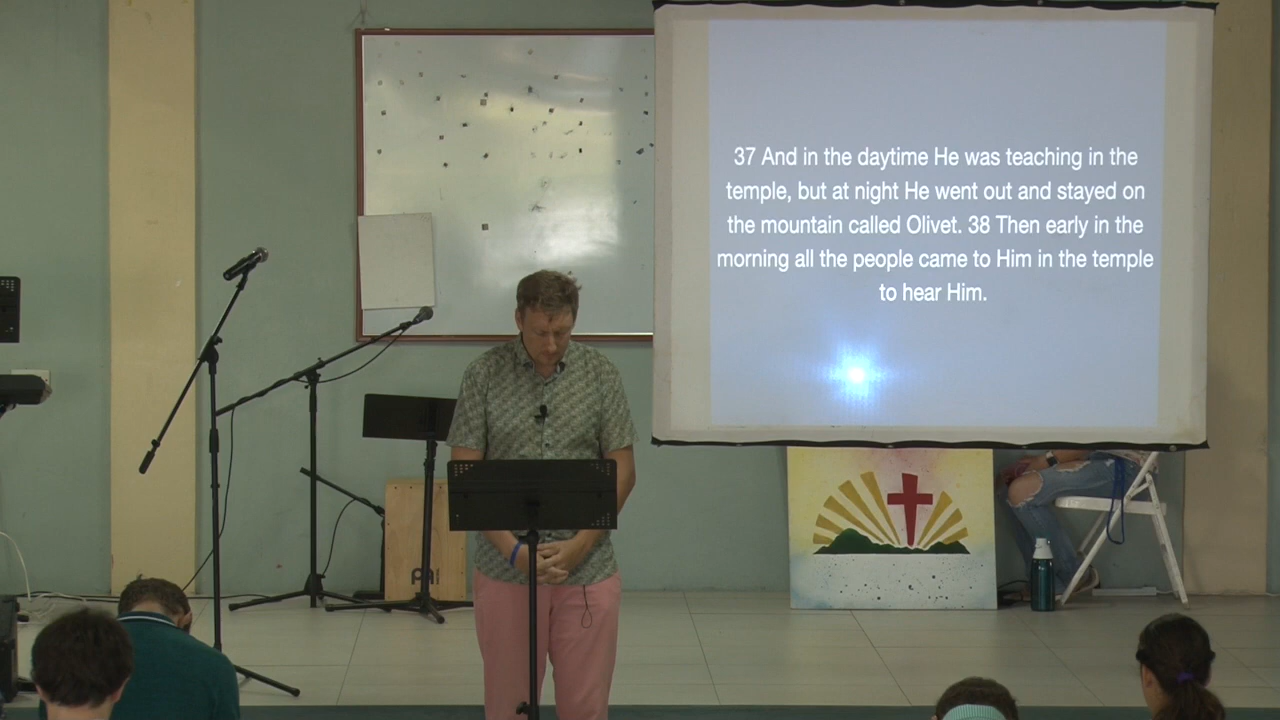 37 And in the daytime He was teaching in the
temple, but at night He went out and stayed on
the mountain called Olivet. 38 Then early in the
morning all the people came to Him in the temple
to hear Him.